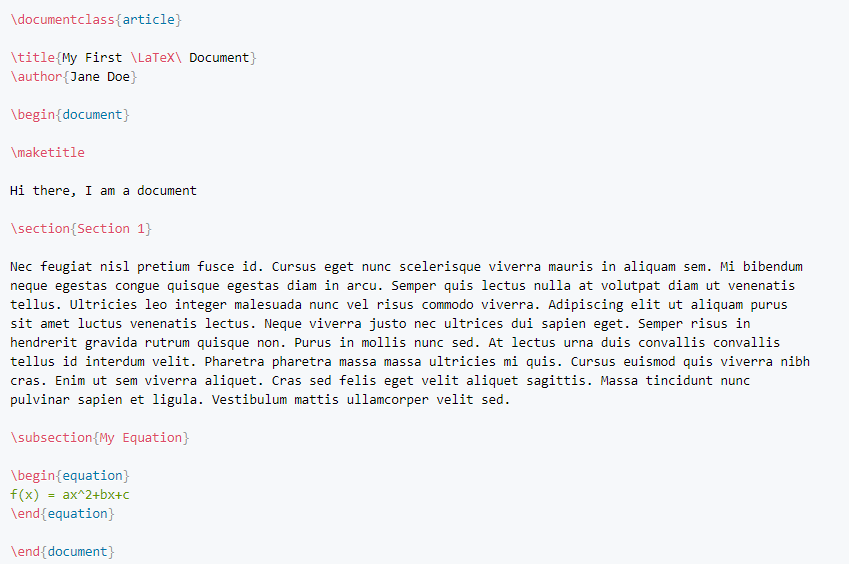 \documentclass{article}
\title{My First \LaTeX\ Document}
\author{Jane Doe}
\begin{document}
\maketitle
Hi there, I am a document
\section{Section 1}
Nec feugiat nisl pretium fusce id. Cursus eget nunc scelerisque viverra mauris in aliquam sem. Mi bibendum
neque egestas congue quisque egestas diam in arcu. Semper quis lectus nulla at volutpat diam ut venenatis
tellus. Ultricies leo integer malesuada nunc vel risus commodo viverra. Adipiscing elit ut aliquam purus
sit amet luctus venenatis lectus. Neque viverra justo nec ultrices dui sapien eget. Semper risus in
hendrerit gravida rutrum quisque non. Purus in mollis nunc sed. At lectus urna duis convallis convallis
tellus id interdum velit. Pharetra pharetra massa massa ultricies mi quis. Cursus euismod quis viverra nibh
cras. Enim ut sem viverra aliquet. Cras sed felis eget velit aliquet sagittis. Massa tincidunt nunc
pulvinar sapien et ligula. Vestibulum mattis ullamcorper velit sed.
\subsection{My Equation}
\begin{equation}
f(x) = ax^2+bx+c
\end{equation}
\end{document}